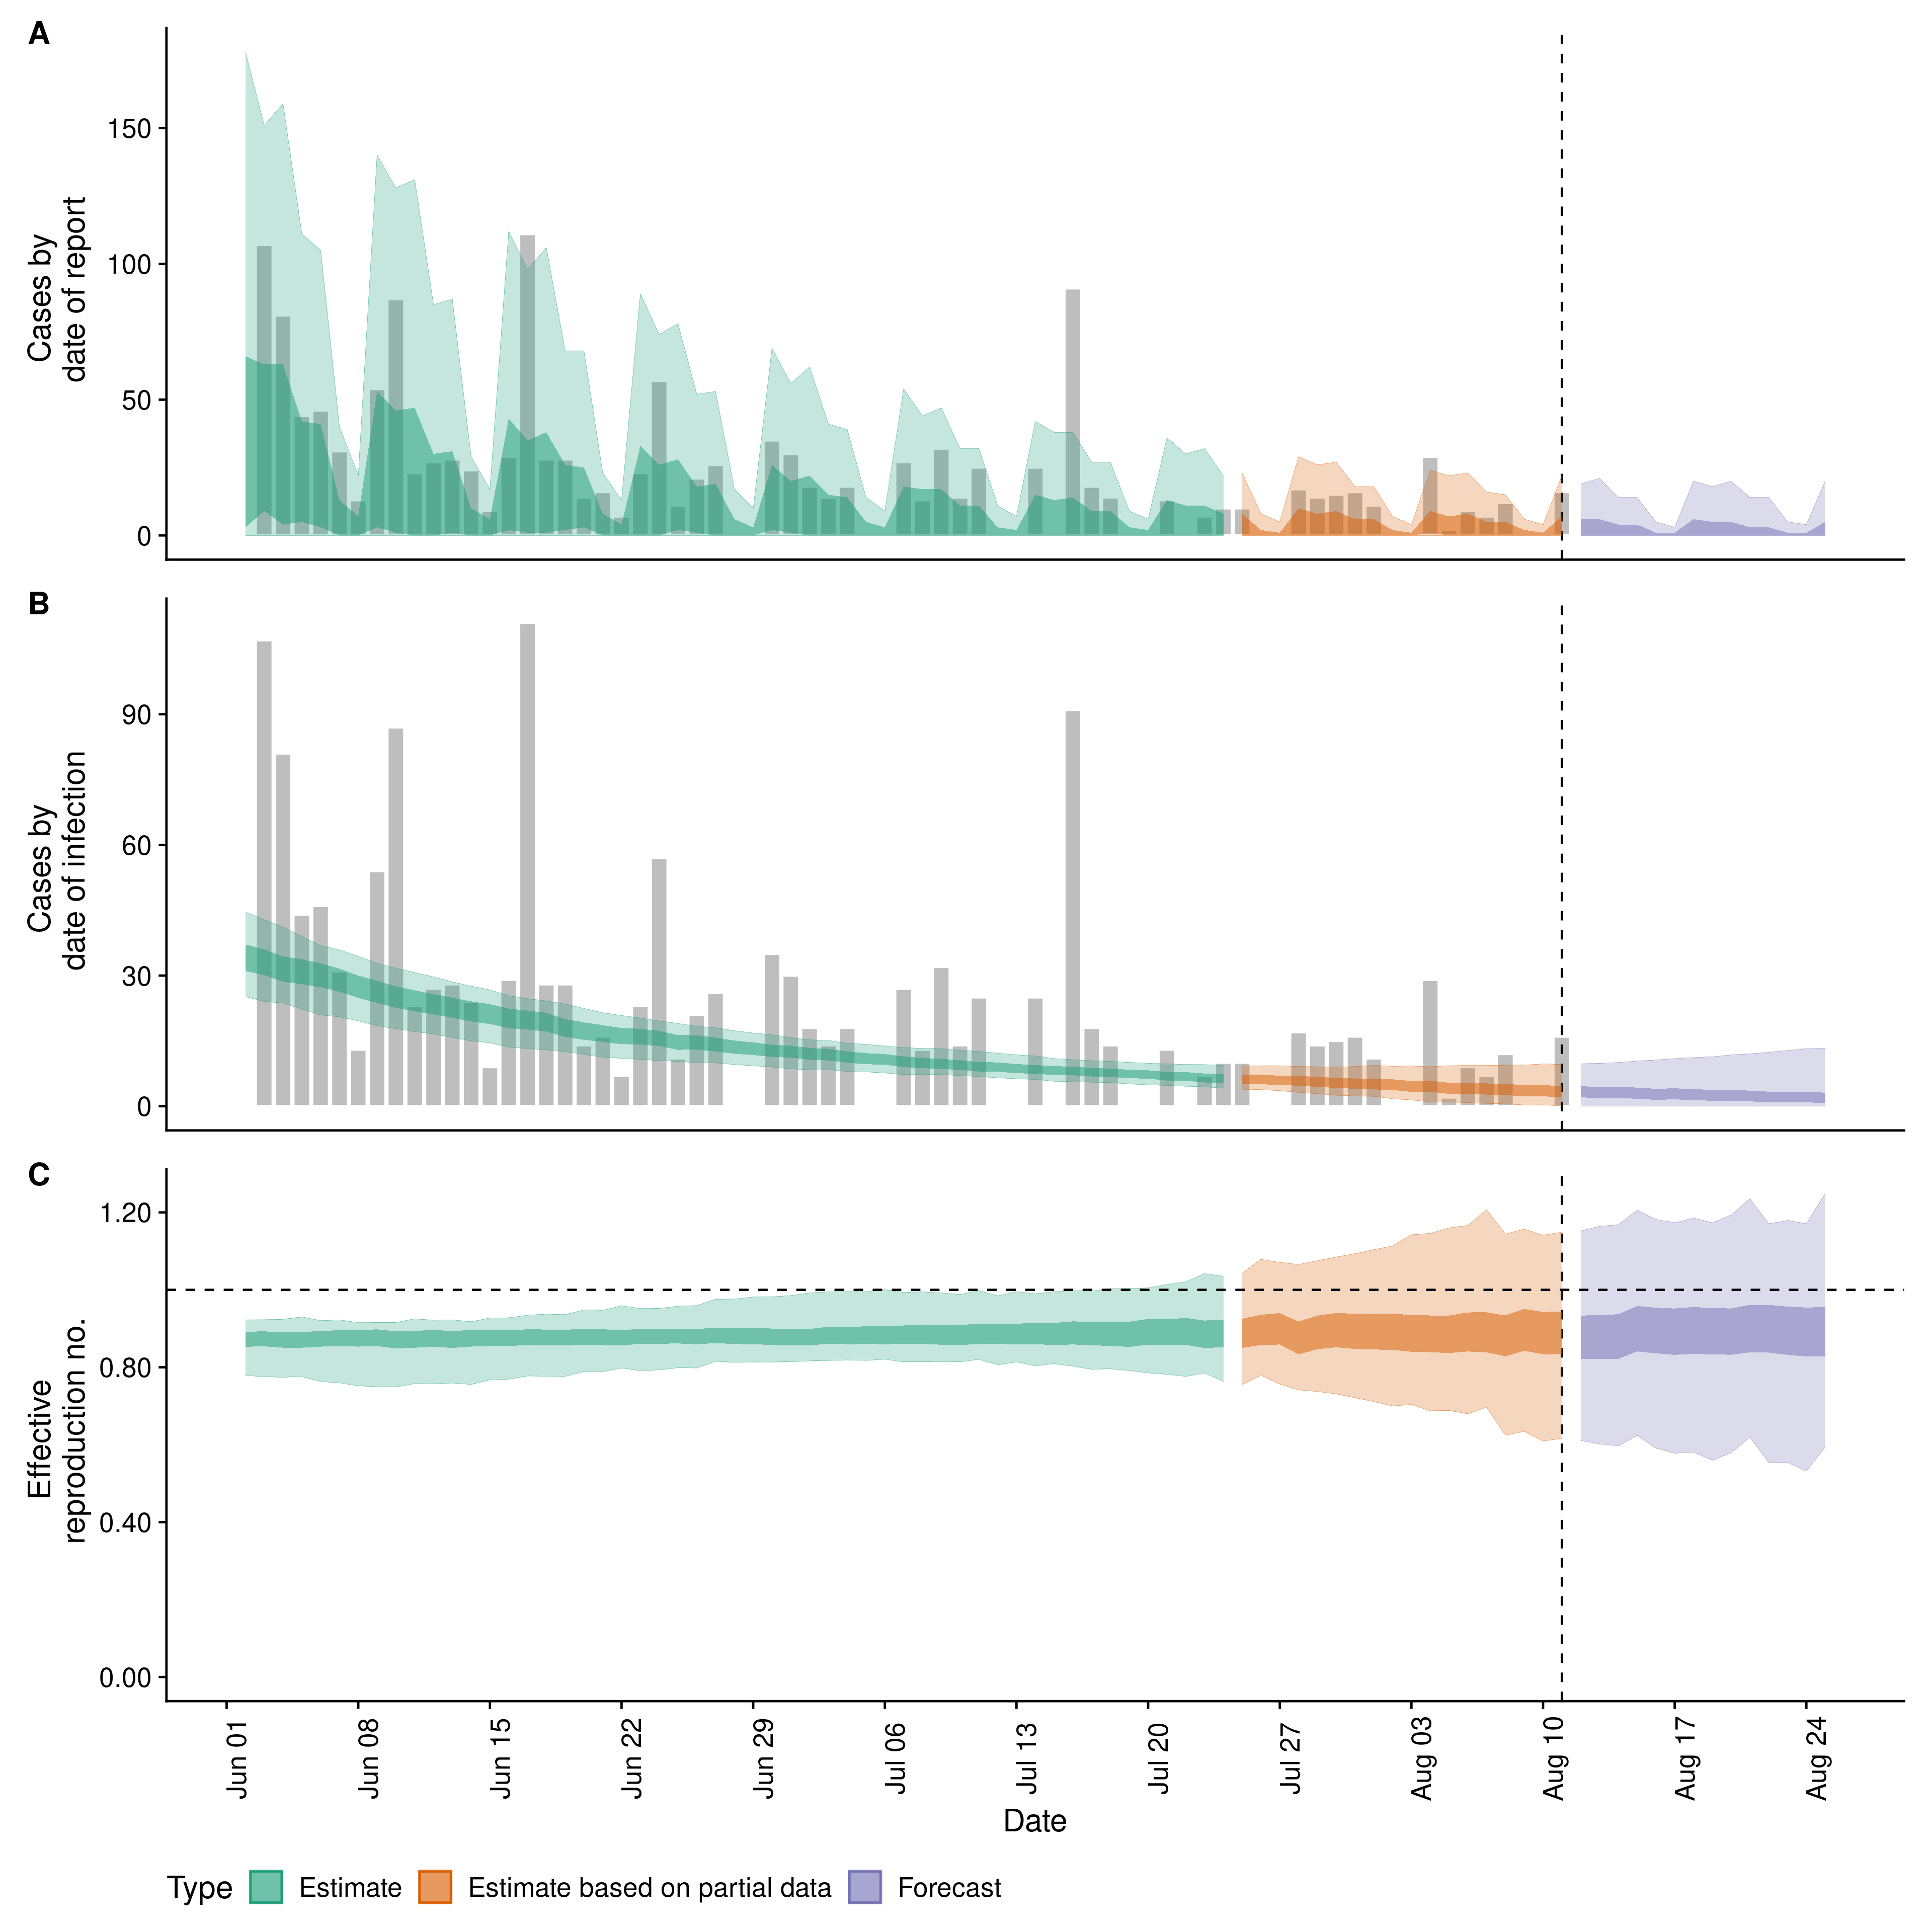 A
Cases by
date of report
150
100
50
0
B
Cases by
date of infection
90
60
30
0
C
Effective
reproduction no.
1.20
0.80
0.40
0.00
Jun 01
Jun 08
Jun 15
Jun 22
Jun 29
Jul 06
Jul 13
Jul 20
Jul 27
Aug 03
Aug 10
Aug 17
Aug 24
Date
Type Estimate Estimate based on partial data Forecast